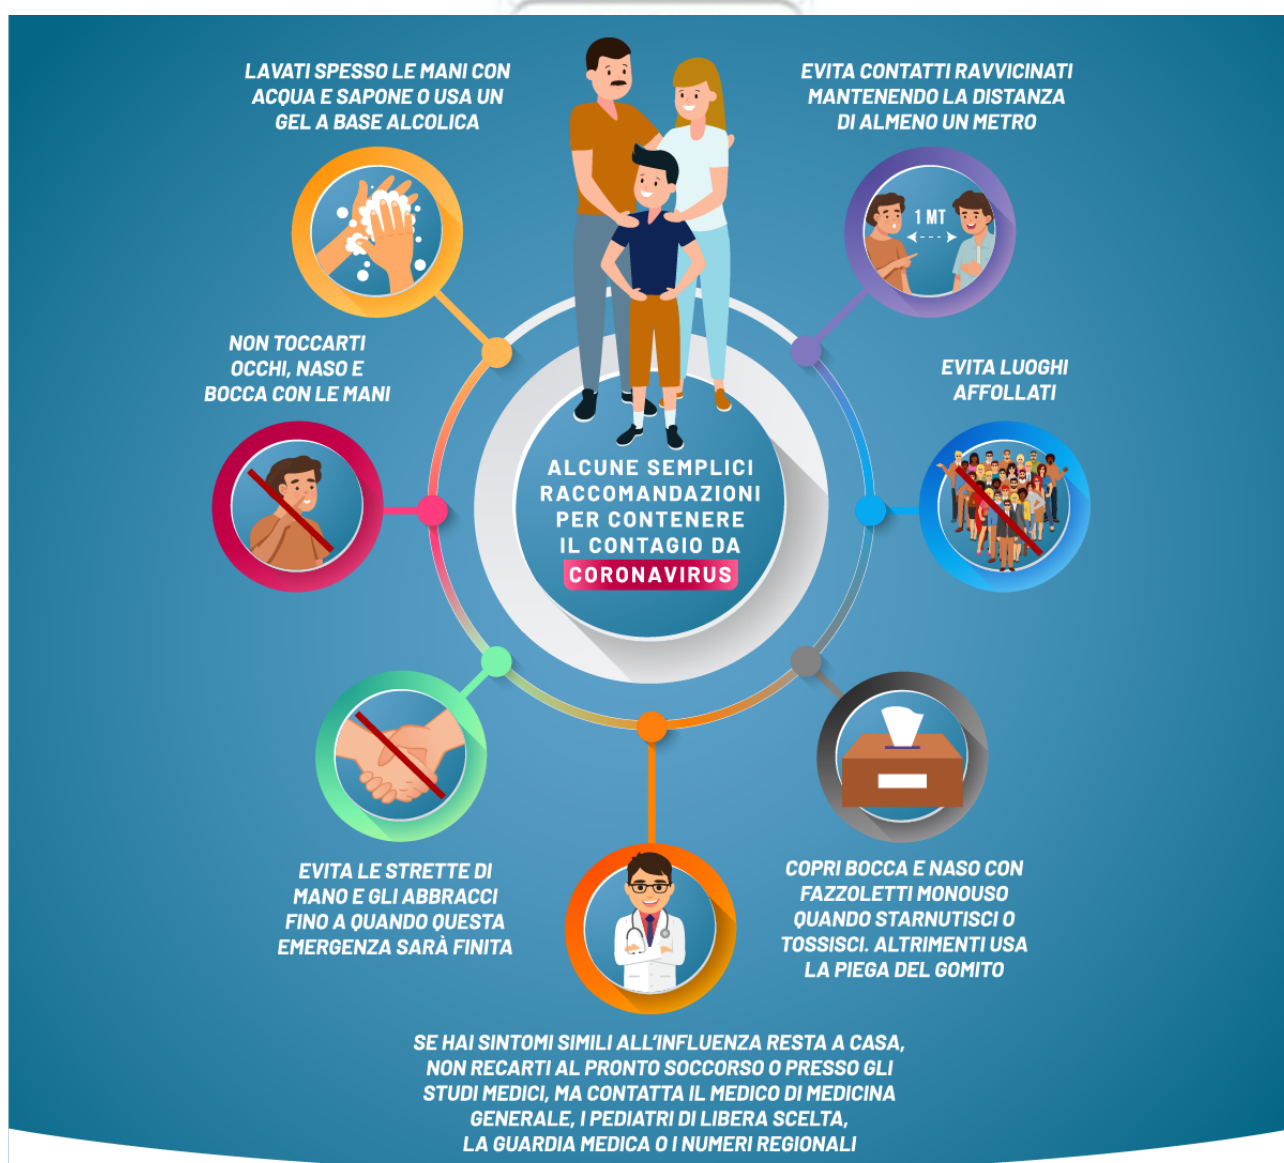 LAVATI SPESSO LE MANI CON
ACQUA E SAPONE O USA UN
GEL A BASE ALCOLICA
EVITA CONTATTI RAVVICINATI
MANTENENDO LA DISTANZA
DI ALMENO UN METRO
1 MT
NON TOCCARTI
OCCHI, NASO E
BOCCA CON LE MANI
EVITA LUOGHI
AFFOLLATI
ALCUNE SEMPLICI
RACCOMANDAZIONI
PER CONTENERE
IL CONTAGIO DA
CORONAVIRUS
EVITA LE STRETTE DI
MANO E GLI ABBRACCI
FINO A QUANDO QUESTA
EMERGENZA SARÀ FINITA
COPRI BOCCA E NASO CON
FAZZOLETTI MONOUSO
QUANDO STARNUTISCI O
TOSSISCI. ALTRIMENTI USA
LA PIEGA DEL GOMITO
SE HAI SINTOMI SIMILI ALL'INFLUENZA RESTA A CASA,
NON RECARTI AL PRONTO SOCCORSO O PRESSO GLI
STUDI MEDICI, MA CONTATTA IL MEDICO DI MEDICINA
GENERALE, I PEDIATRI DI LIBERA SCELTA,
LA GUARDIA MEDICA O I NUMERI REGIONALI